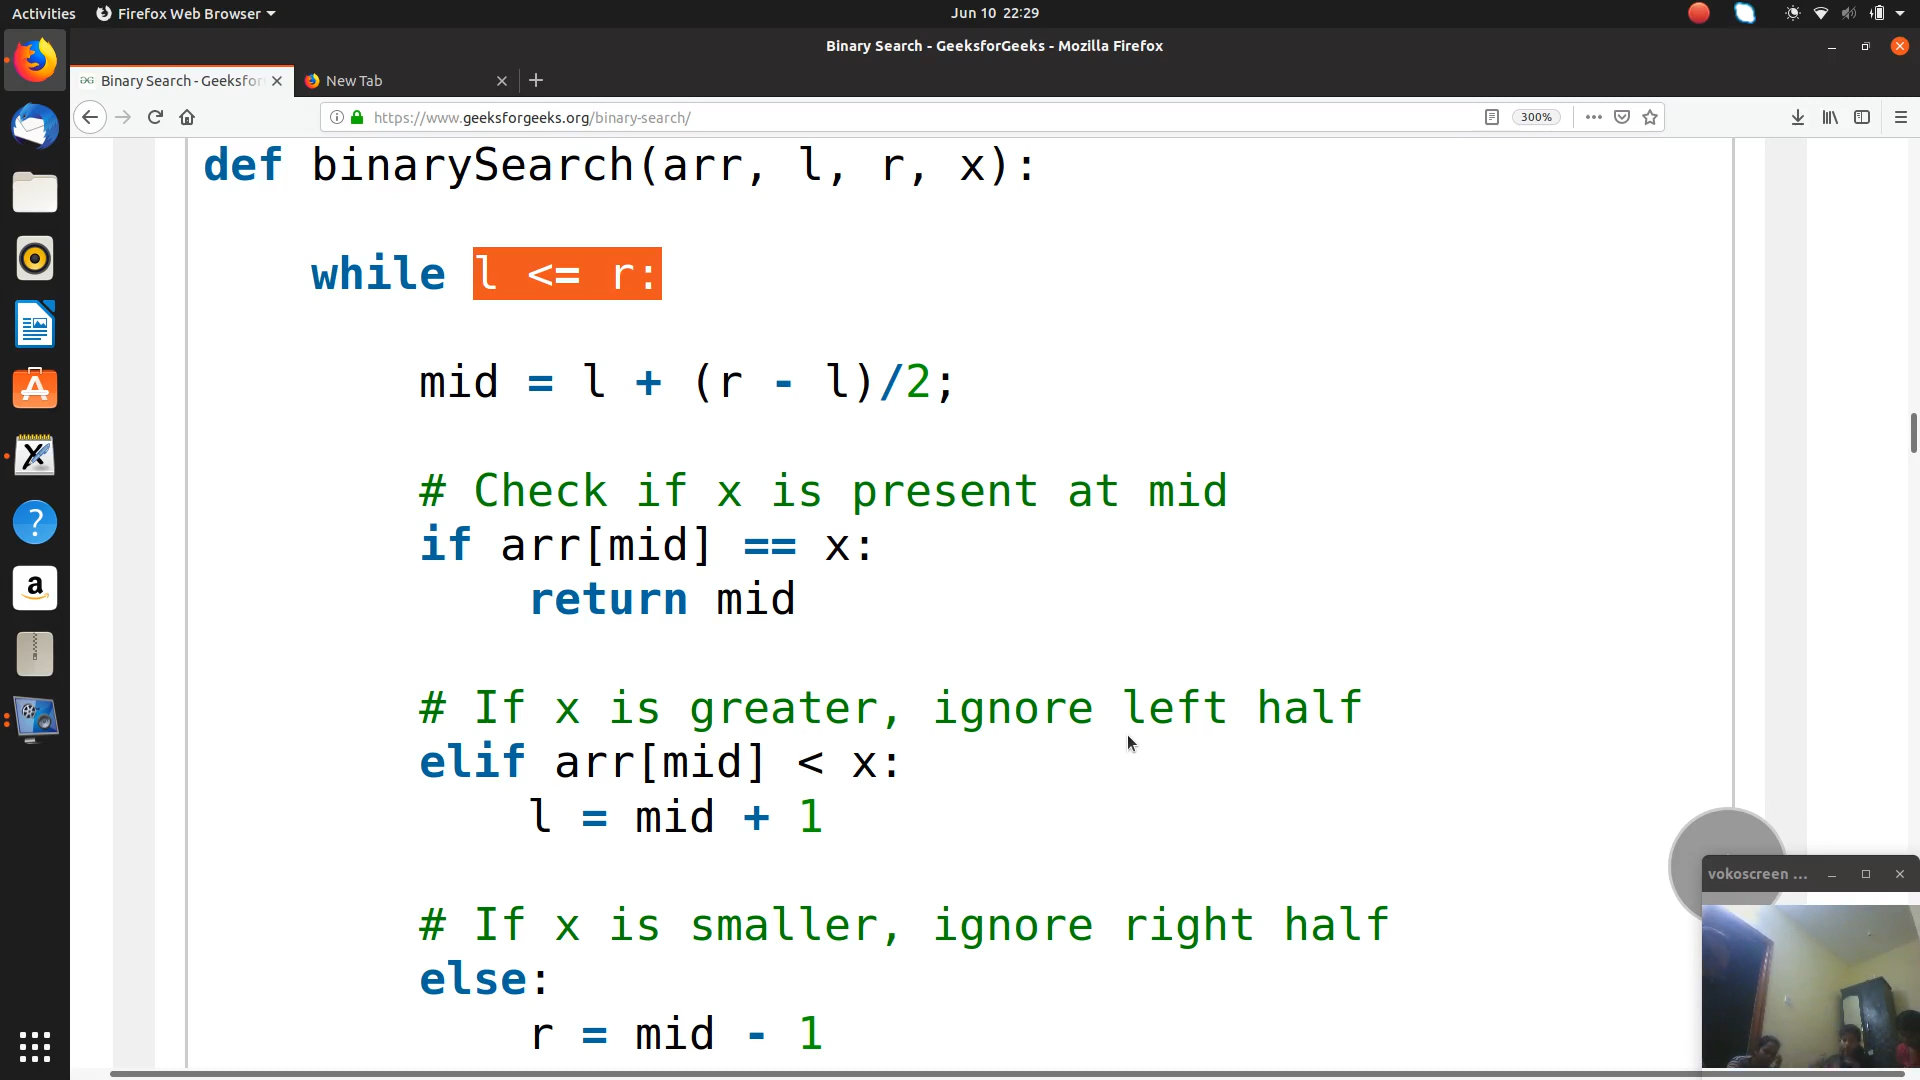 Activities Firefox Web Browser Jun 10 22:29
Binary Search - GeeksforGeeks - Mozilla Firefox
Binary Search - Geeksfor New Tab
https://www.geeksforgeeks.org/binary-search/ 300%
def binarySearch(arr, l, r, x):
while l <= r:
mid = l + (r - l)/2;
# Check if x is present at mid
if arr[mid] == x:
return mid
# If x is greater, ignore left half
elif arr[mid] < x:
l = mid + 1
# If x is smaller, ignore right half
else:
r = mid - 1
vokoscreen ...